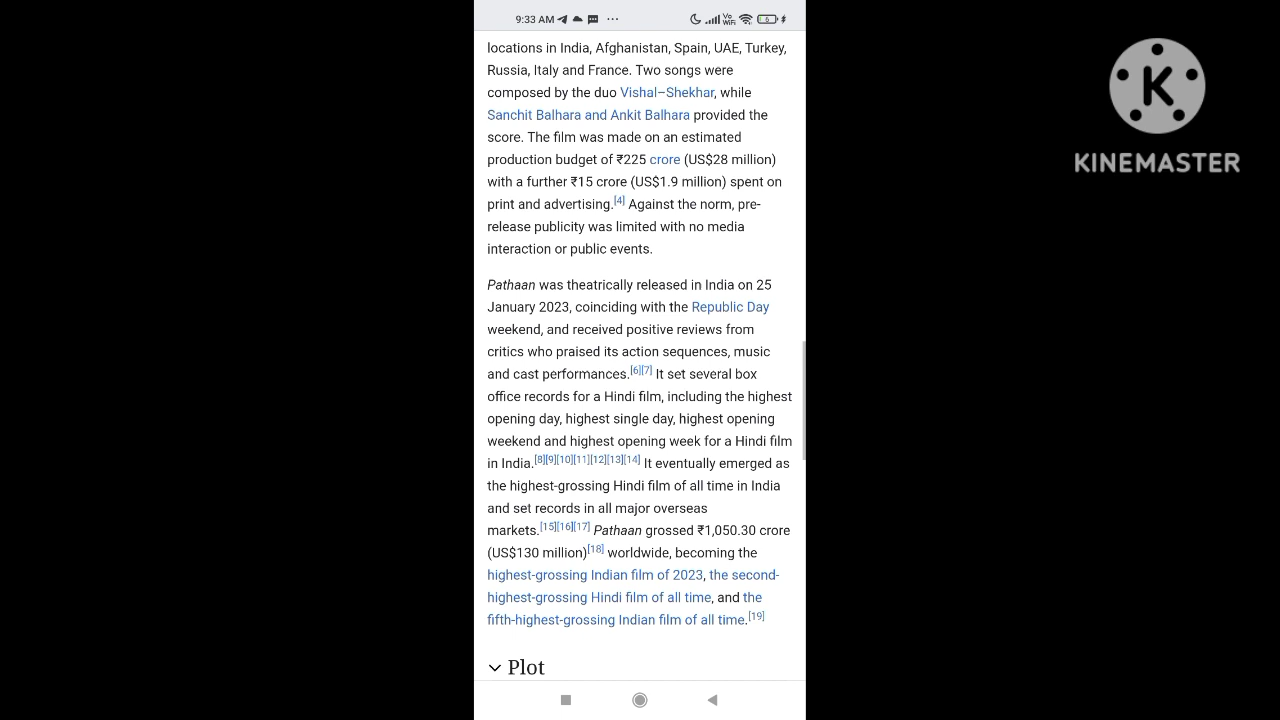 9:33 AM
Vo WiFi
6
locations in India, Afghanistan, Spain, UAE, Turkey,
Russia, Italy and France. Two songs were
composed by the duo Vishal–Shekhar, while
Sanchit Balhara and Ankit Balhara provided the
score. The film was made on an estimated
production budget of ₹225 crore (US$28 million)
with a further ₹15 crore (US$1.9 million) spent on
print and advertising.[4] Against the norm, pre-
release publicity was limited with no media
interaction or public events.
Pathaan was theatrically released in India on 25
January 2023, coinciding with the Republic Day
weekend, and received positive reviews from
critics who praised its action sequences, music
and cast performances.[6][7] It set several box
office records for a Hindi film, including the highest
opening day, highest single day, highest opening
weekend and highest opening week for a Hindi film
in India.[8][9][10][11][12][13][14] It eventually emerged as
the highest-grossing Hindi film of all time in India
and set records in all major overseas
markets.[15][16][17] Pathaan grossed ₹1,050.30 crore
(US$130 million)[18] worldwide, becoming the
highest-grossing Indian film of 2023, the second-
highest-grossing Hindi film of all time, and the
fifth-highest-grossing Indian film of all time.[19]
Plot
K
KINEMASTER